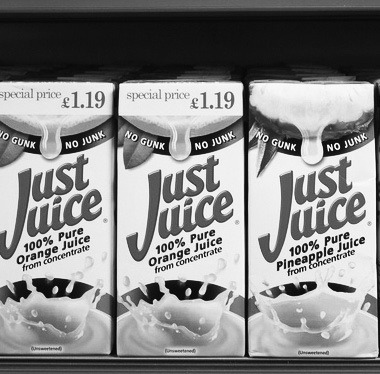 special price
£1.19
NO GUNK NO JUNK
Just
Juice®
100% Pure
Orange Juice
from concentrate
(Unsweetened)
special price
£1.19
NO GUNK NO JUNK
Just
Juice®
100% Pure
Orange Juice
from concentrate
(Unsweetened)
NO GUNK NO JUNK
Just
Juice®
100% Pure
Pineapple Juice
from concentrate
(Unsweetened)